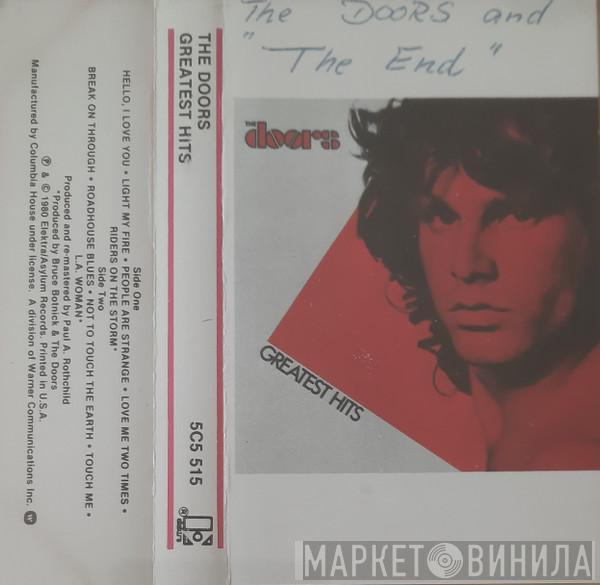 The DOORS and
"The End"
THE
doors
GREATEST HITS
THE DOORS
GREATEST HITS
5C5 515
Side One
HELLO, I LOVE YOU • LIGHT MY FIRE • PEOPLE ARE STRANGE • LOVE ME TWO TIMES •
RIDERS ON THE STORM*
Side Two
BREAK ON THROUGH • ROADHOUSE BLUES • NOT TO TOUCH THE EARTH • TOUCH ME •
L.A. WOMAN*
Produced and re-mastered by Paul A. Rothchild
*Produced by Bruce Botnick & The Doors
℗ & © 1980 Elektra/Asylum Records. Printed in U.S.A.
Manufactured by Columbia House under license. A division of Warner Communications Inc.
МАРКЕТ ВИНИЛА